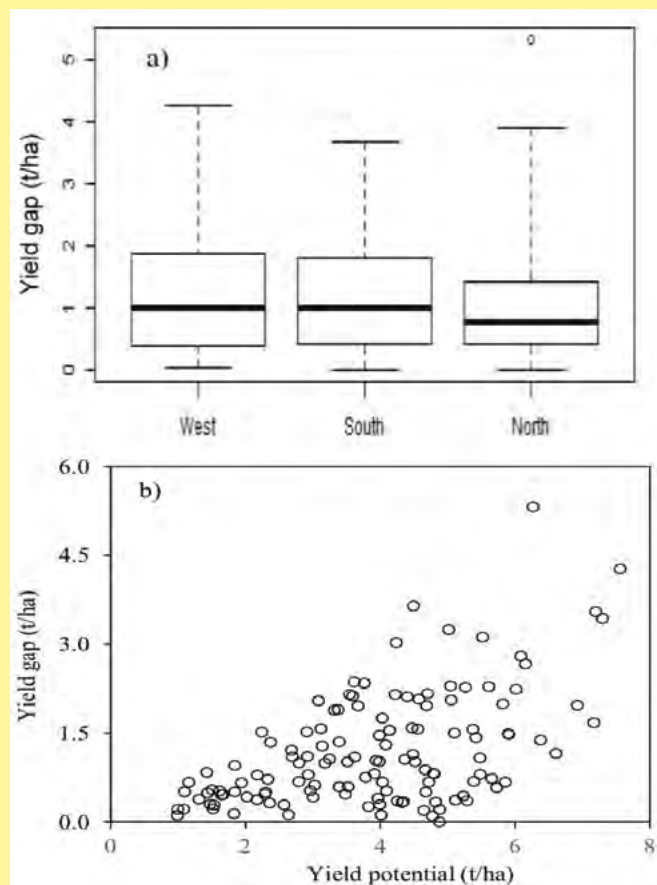 a)
Yield gap (t/ha)
5
4
3
2
1
0
West South North
b)
Yield gap (t/ha)
6.0
4.5
3.0
1.5
0.0
0 2 4 6 8
Yield potential (t/ha)